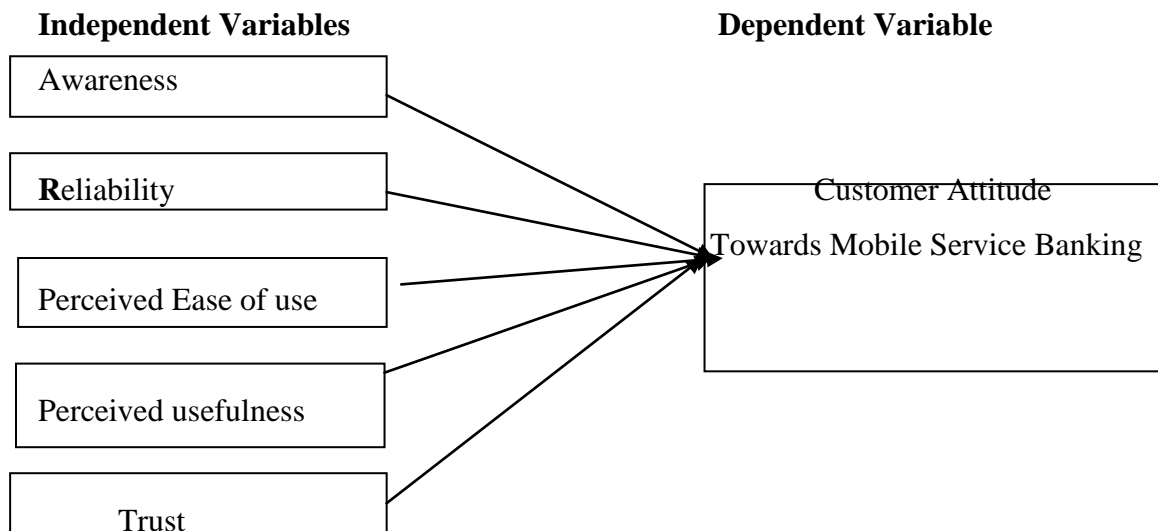 Independent Variables
Dependent Variable
Awareness
Reliability
Customer Attitude
Towards Mobile Service Banking
Perceived Ease of use
Perceived usefulness
Trust